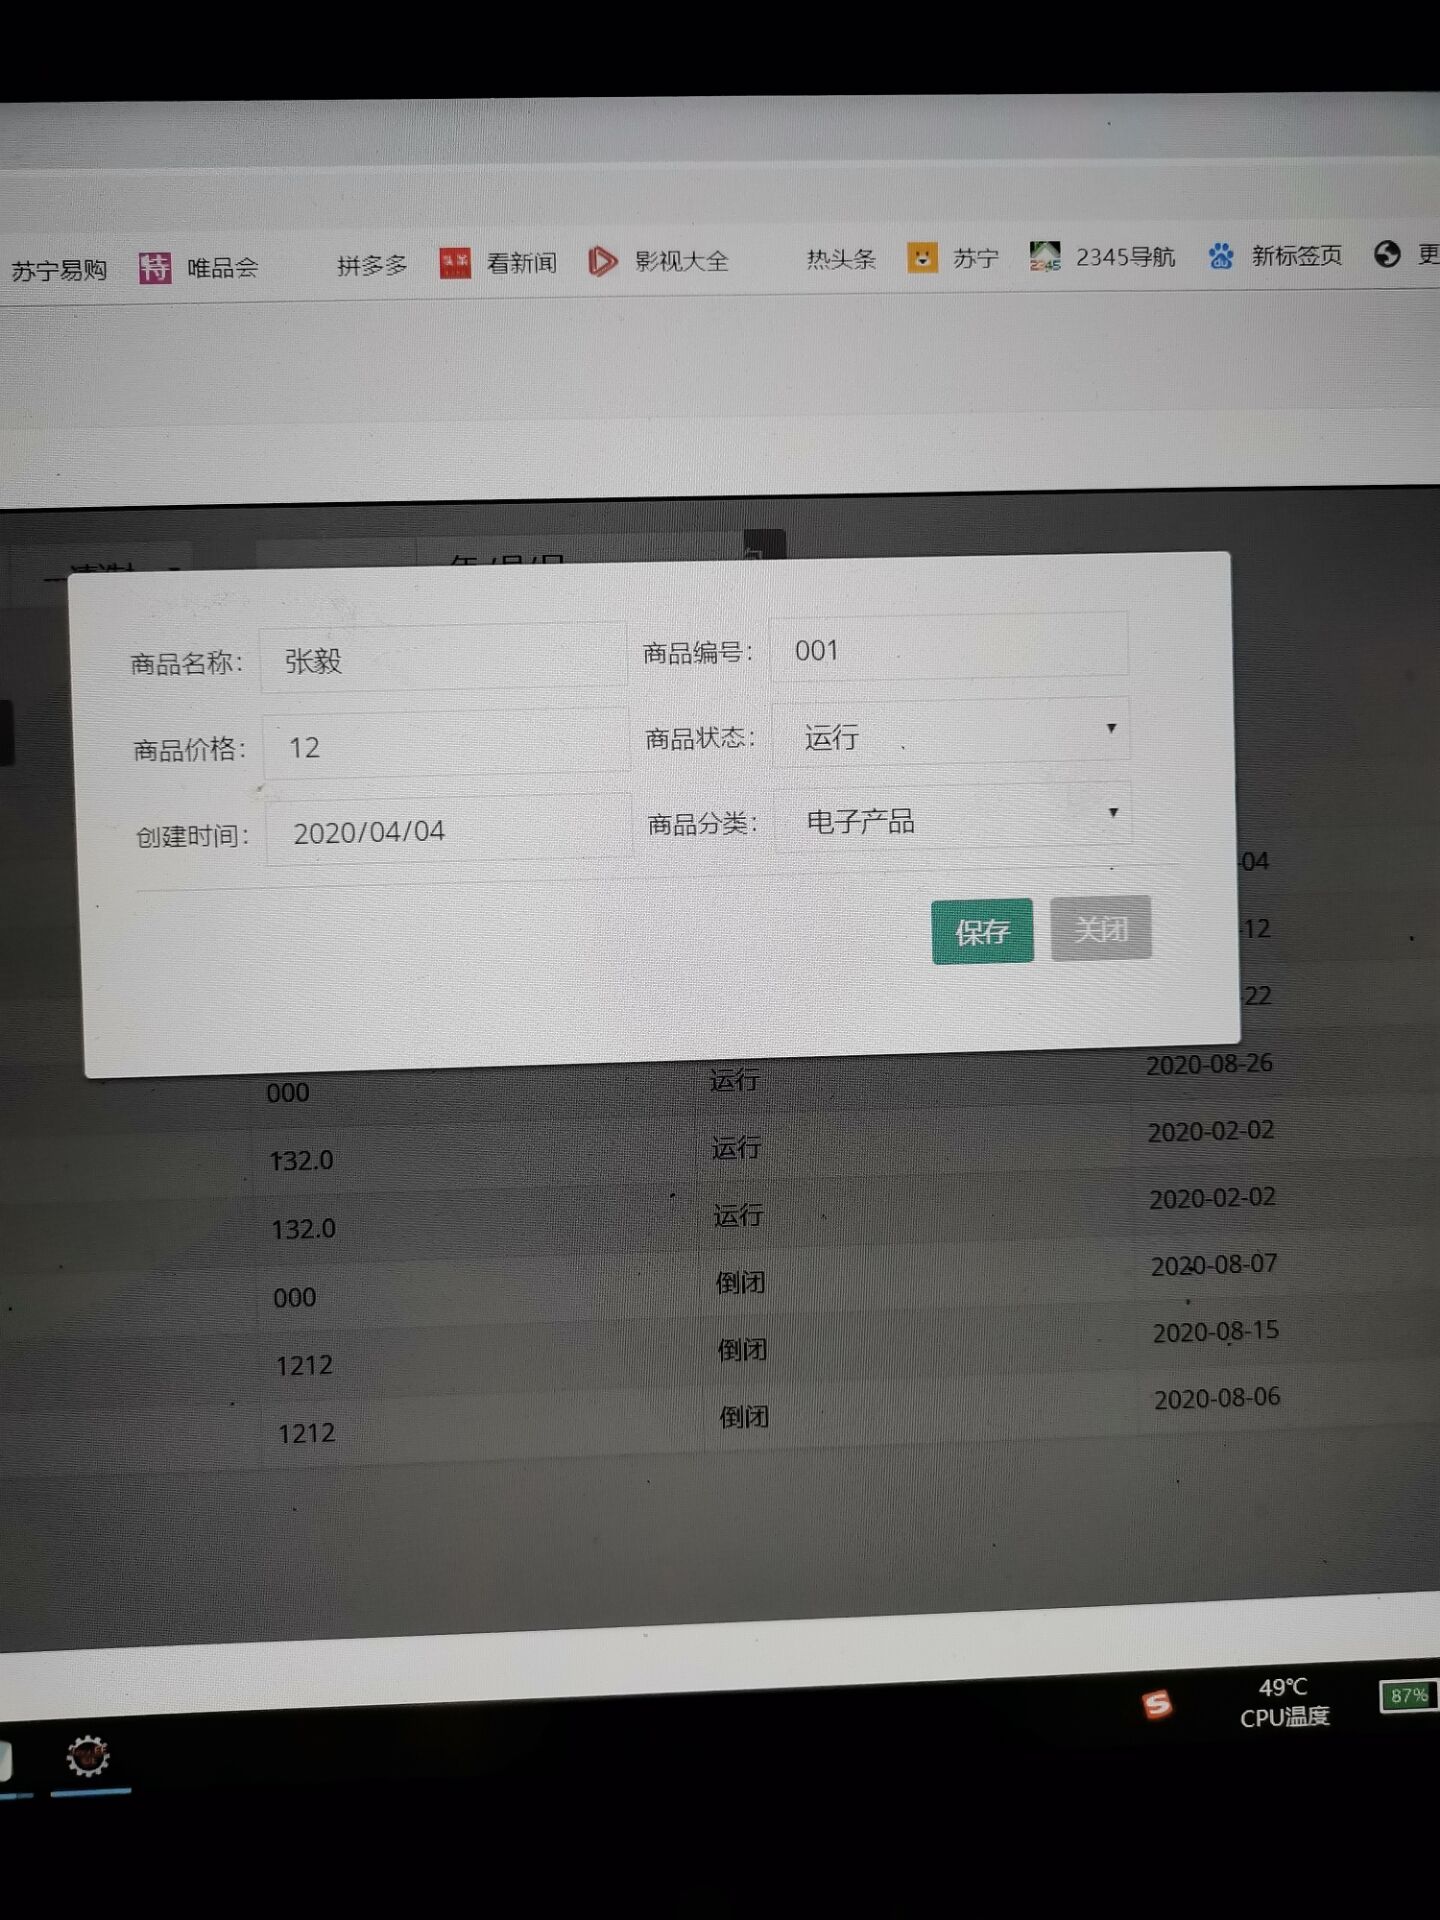 苏宁易购 特 唯品会 拼多多 头条 看新闻 影视大全 热头条 苏宁 2345 2345导航 du 新标签页 更
商品名称： 张毅 商品编号： 001
商品价格： 12 商品状态： 运行
创建时间： 2020/04/04 商品分类： 电子产品
-04
保存 关闭
-12
-22
000 运行 2020-08-26
132.0 运行 2020-02-02
132.0 运行 2020-02-02
000 倒闭 2020-08-07
1212 倒闭 2020-08-15
1212 倒闭 2020-08-06
49℃ 87%
CPU温度